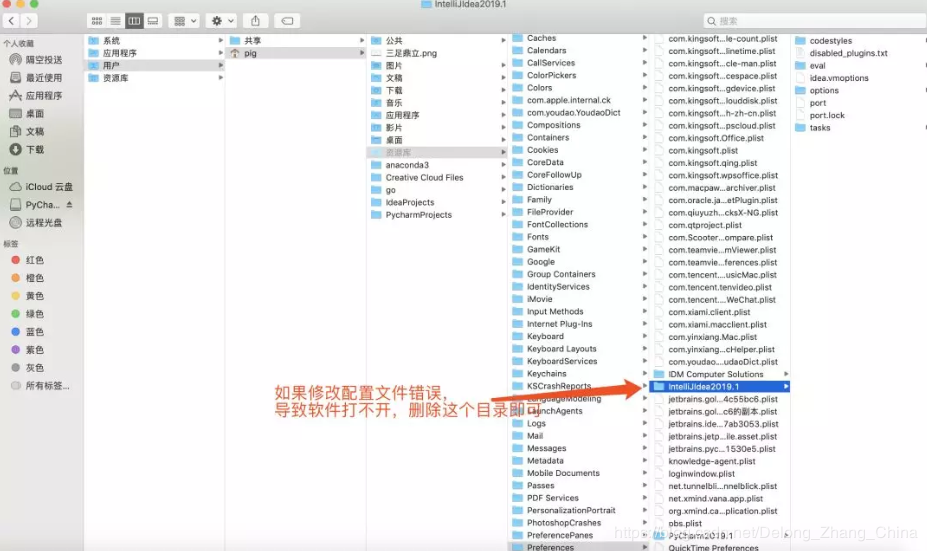 IntelliJIdea2019.1
搜索
个人收藏
隔空投送
最近使用
应用程序
桌面
文稿
下载
位置
iCloud 云盘
PyCha...
远程光盘
标签
红色
橙色
黄色
绿色
蓝色
紫色
灰色
所有标签...
系统
应用程序
用户
资源库
共享
pig
公共
三足鼎立.png
图片
文稿
下载
音乐
应用程序
影片
桌面
资源库
anaconda3
Creative Cloud Files
go
IdeaProjects
PycharmProjects
Caches
Calendars
CallServices
ColorPickers
Colors
com.apple.internal.ck
com.youdao.YoudaoDict
Compositions
Containers
Cookies
CoreData
CoreFollowUp
Dictionaries
Family
FileProvider
FontCollections
Fonts
GameKit
Google
Group Containers
IdentityServices
iMovie
Input Methods
Internet Plug-Ins
Keyboard
Keyboard Layouts
KeyboardServices
Keychains
KSCrashReports
LanguageModeling
LaunchAgents
Logs
Mail
Messages
Metadata
Mobile Documents
Passes
PDF Services
PersonalizationPortrait
PhotoshopCrashes
PreferencePanes
Preferences
com.kingsoft...le-count.plist
com.kingsoft...linetime.plist
com.kingsoft...cle-man.plist
com.kingsoft...cespace.plist
com.kingsoft...gdevice.plist
com.kingsoft...louddisk.plist
com.kingsoft...h-zh-cn.plist
com.kingsoft...pscloud.plist
com.kingsoft.Office.plist
com.kingsoft.plist
com.kingsoft.qing.plist
com.kingsoft.wpsoffice.plist
com.macpaw...archiver.plist
com.oracle.ja...etPlugin.plist
com.qiuyuzh...cksX-NG.plist
com.qtproject.plist
com.Scooter...ompare.plist
com.teamvie...mViewer.plist
com.teamvie...ferences.plist
com.tencent...usicMac.plist
com.tencent.tenvideo.plist
com.tencent...WeChat.plist
com.xiami.client.plist
com.xiami.macclient.plist
com.yinxiang.Mac.plist
com.yinxiang...cHelper.plist
com.youdao...udaoDict.plist
IDM Computer Solutions
IntelliJIdea2019.1
jetbrains.gol...4c55bc6.plist
jetbrains.gol...c6的副本.plist
jetbrains.ide...7ab3053.plist
jetbrains.jetp...ile.asset.plist
jetbrains.pyc...1530e5.plist
knowledge-agent.plist
loginwindow.plist
net.tunnelbli...nnelblick.plist
net.xmind.vana.app.plist
org.xmind.ca...plication.plist
pbs.plist
PyCharm2019.1
QuickTime Preferences
codestyles
disabled_plugins.txt
eval
idea.vmoptions
options
port
port.lock
tasks
如果修改配置文件错误，
导致软件打不开，删除这个目录即可